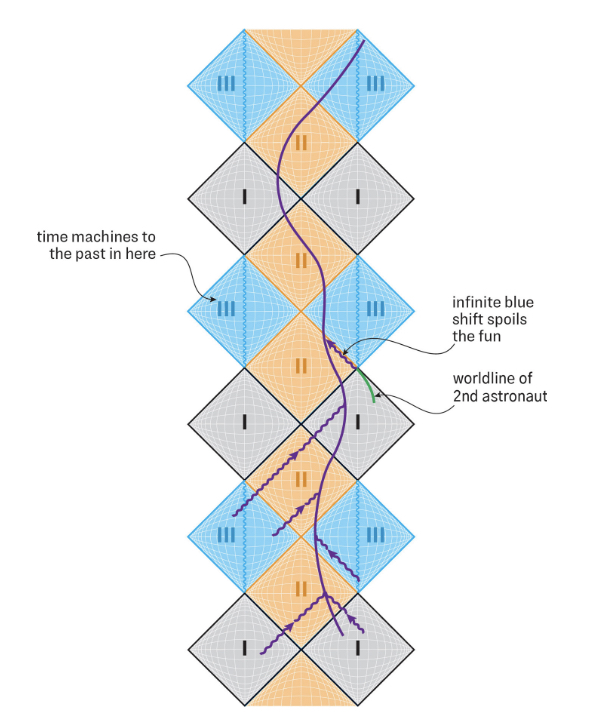 III
III
II
I
I
II
time machines to
the past in here
III
III
infinite blue
shift spoils
the fun
II
worldline of
2nd astronaut
I
I
II
III
III
II
I
I